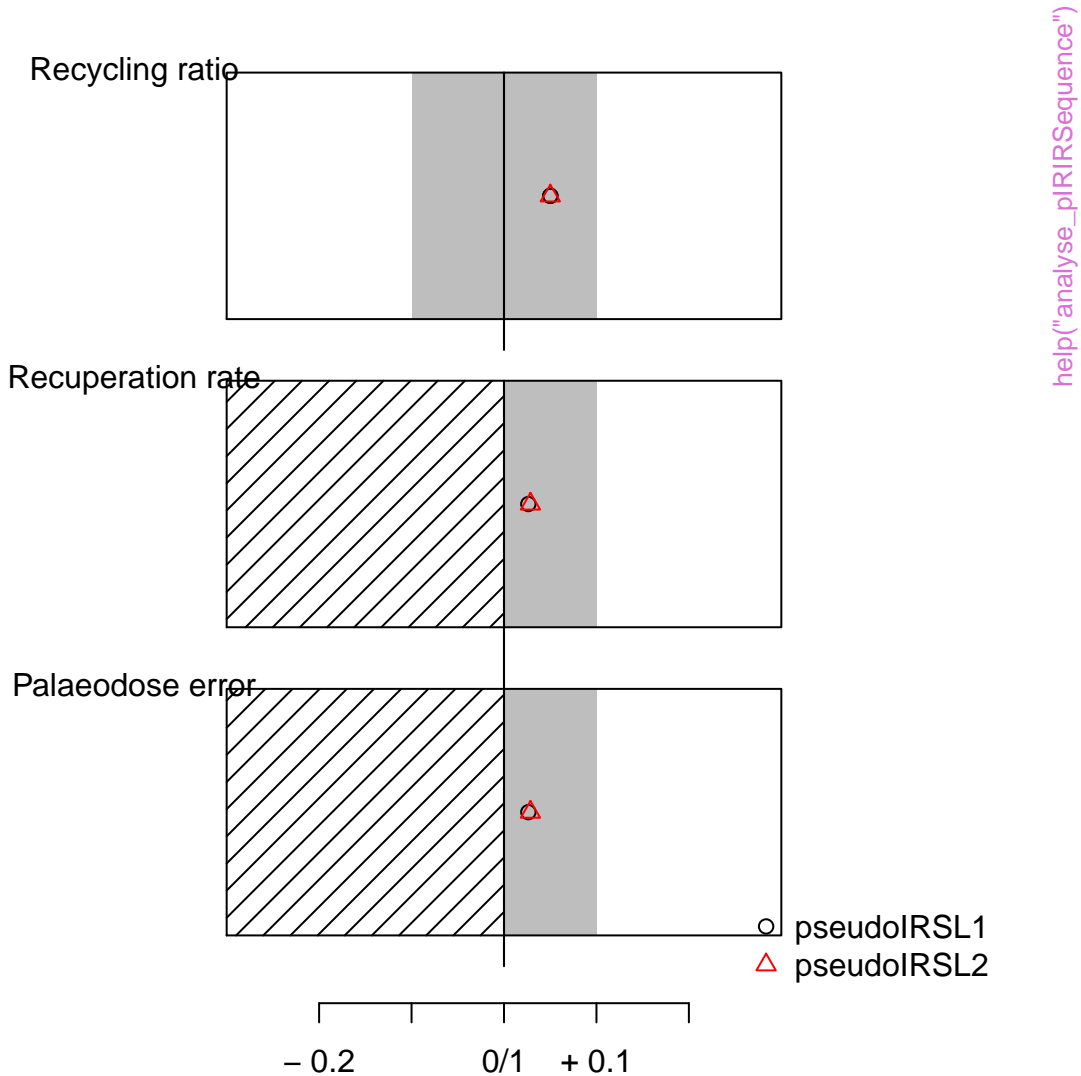 Recycling ratio
help("analyse_pIRIRSequence")
Recuperation rate
Palaeodose error
pseudoIRSL1
pseudoIRSL2
− 0.2
0/1
+ 0.1